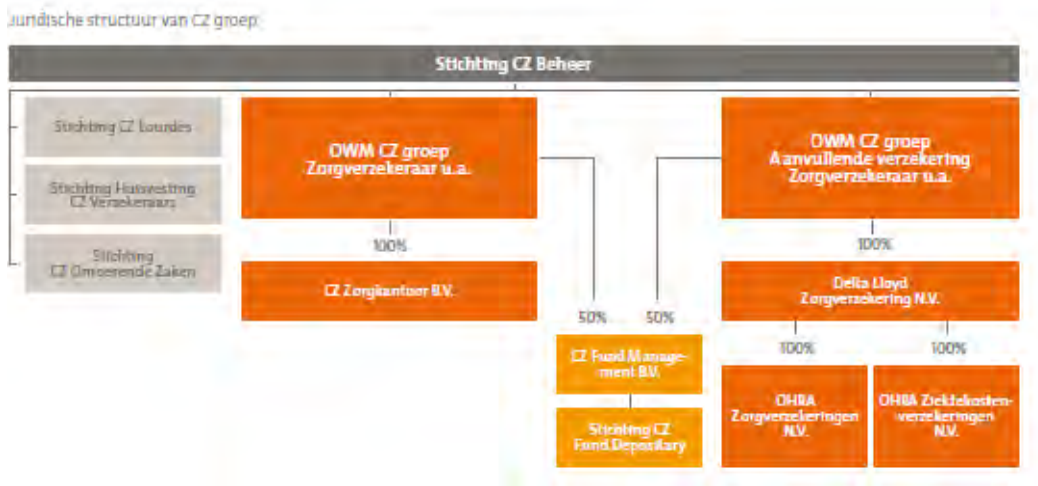 Juridische structuur van CZ groep
Stichting CZ Beheer
Stichting CZ Lourdes
Stichting Huisvesting
CZ Verzekeraars
Stichting
CZ Onroerende Zaken
OWM CZ groep
Zorgverzekeraar u.a.
100%
CZ Zorgkantoor B.V.
50%
50%
CZ Fund Manage-
ment B.V.
Stichting CZ
Fund Depositary
OWM CZ groep
Aanvullende verzekering
Zorgverzekeraar u.a.
100%
Delta Lloyd
Zorgverzekering N.V.
100%
100%
OHRA
Zorgverzekeringen
N.V.
OHRA Ziektekosten-
verzekeringen
N.V.